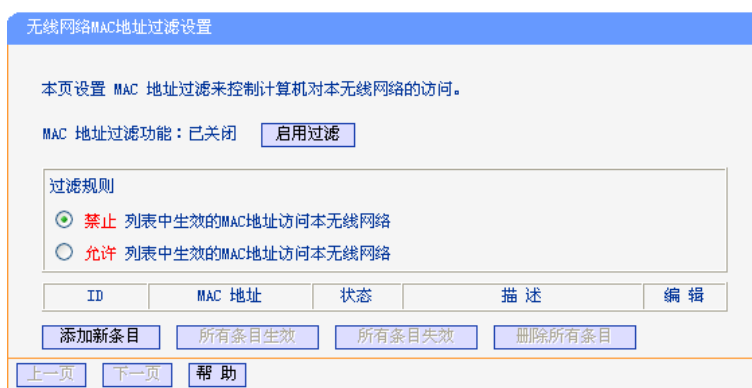 无线网络MAC地址过滤设置
本页设置 MAC 地址过滤来控制计算机对本无线网络的访问。
MAC 地址过滤功能：已关闭 启用过滤
过滤规则
禁止 列表中生效的MAC地址访问本无线网络
允许 列表中生效的MAC地址访问本无线网络
ID MAC 地址 状态 描 述 编 辑
添加新条目 所有条目生效 所有条目失效 删除所有条目
上一页 下一页 帮 助